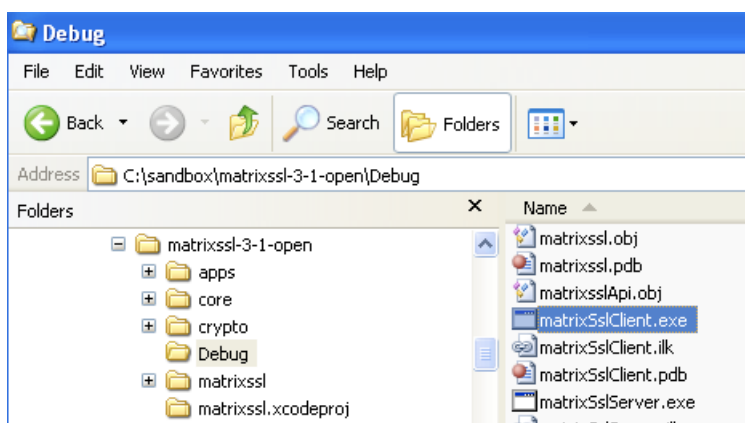 Debug
File Edit View Favorites Tools Help
Back Search Folders
Address C:\sandbox\matrixssl-3-1-open\Debug
Folders
matrixssl-3-1-open
apps
core
crypto
Debug
matrixssl
matrixssl.xcodeproj
Name
matrixssl.obj
matrixssl.pdb
matrixsslApi.obj
matrixSslClient.exe
matrixSslClient.ilk
matrixSslClient.pdb
matrixSslServer.exe